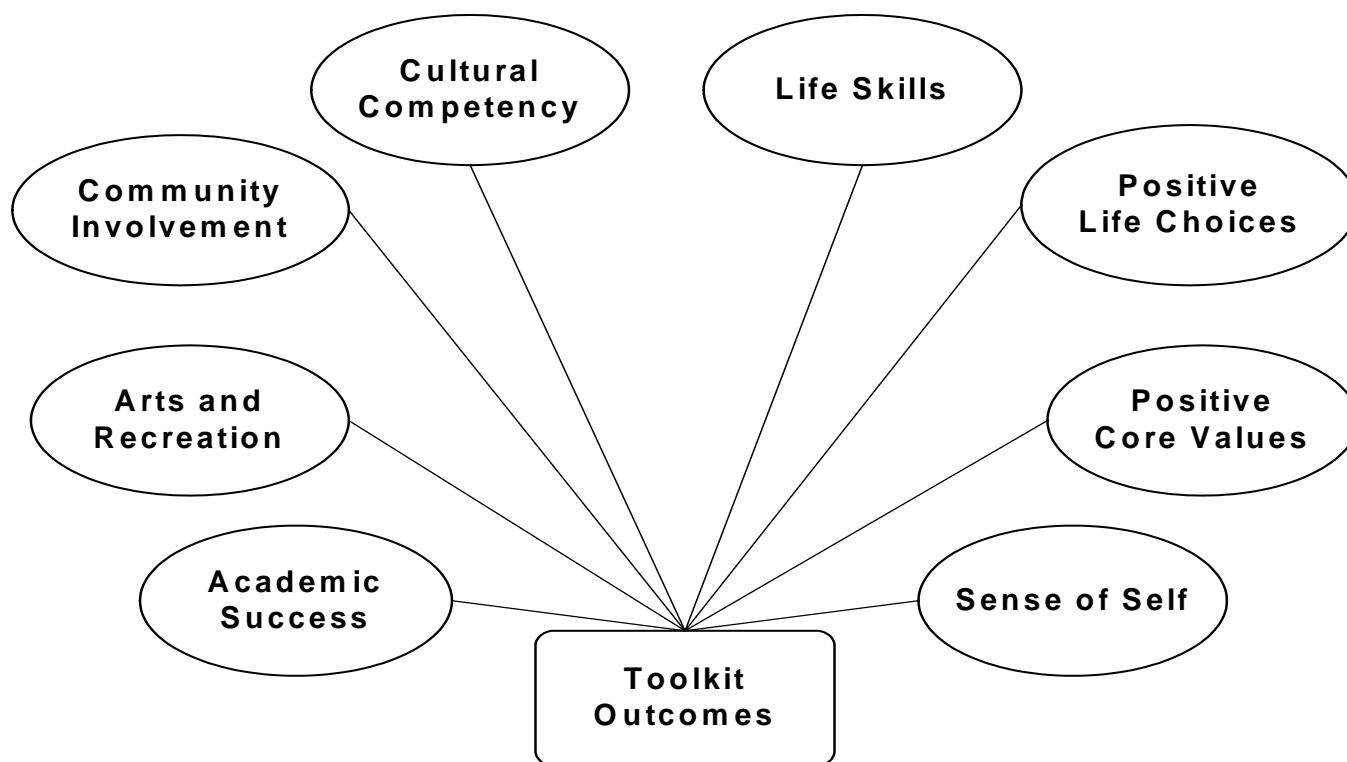 Cultural
Competency
Life Skills
Community
Involvement
Positive
Life Choices
Arts and
Recreation
Positive
Core Values
Academic
Success
Sense of Self
Toolkit
Outcomes